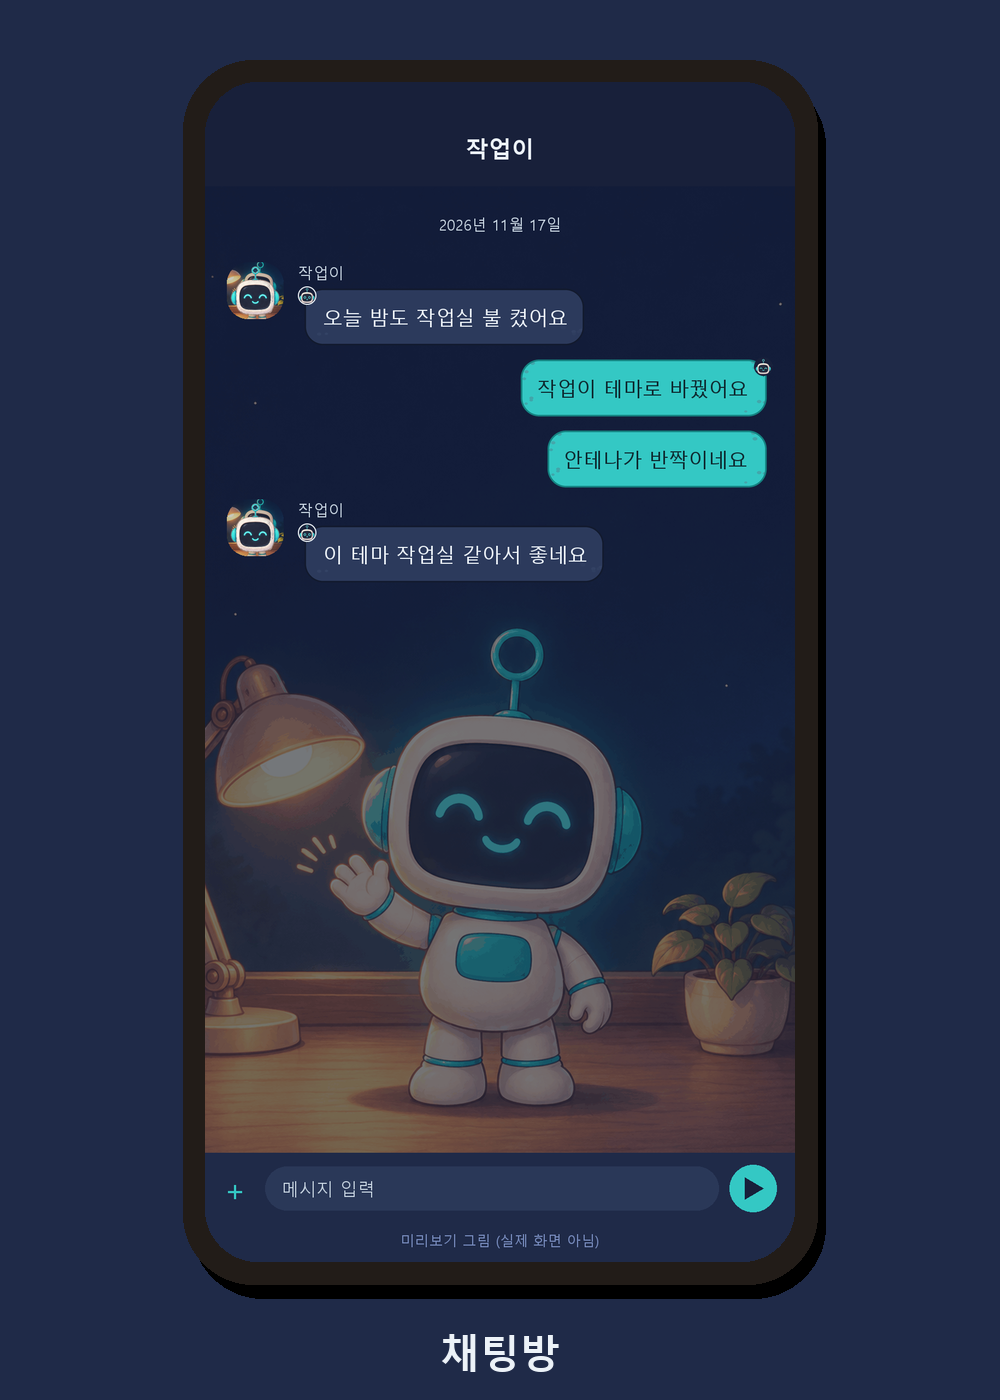 작업이
2026년 11월 17일
작업이
오늘 밤도 작업실 불 켰어요
작업이 테마로 바꿨어요
안테나가 반짝이네요
작업이
이 테마 작업실 같아서 좋네요
+
메시지 입력
미리보기 그림 (실제 화면 아님)
채팅방